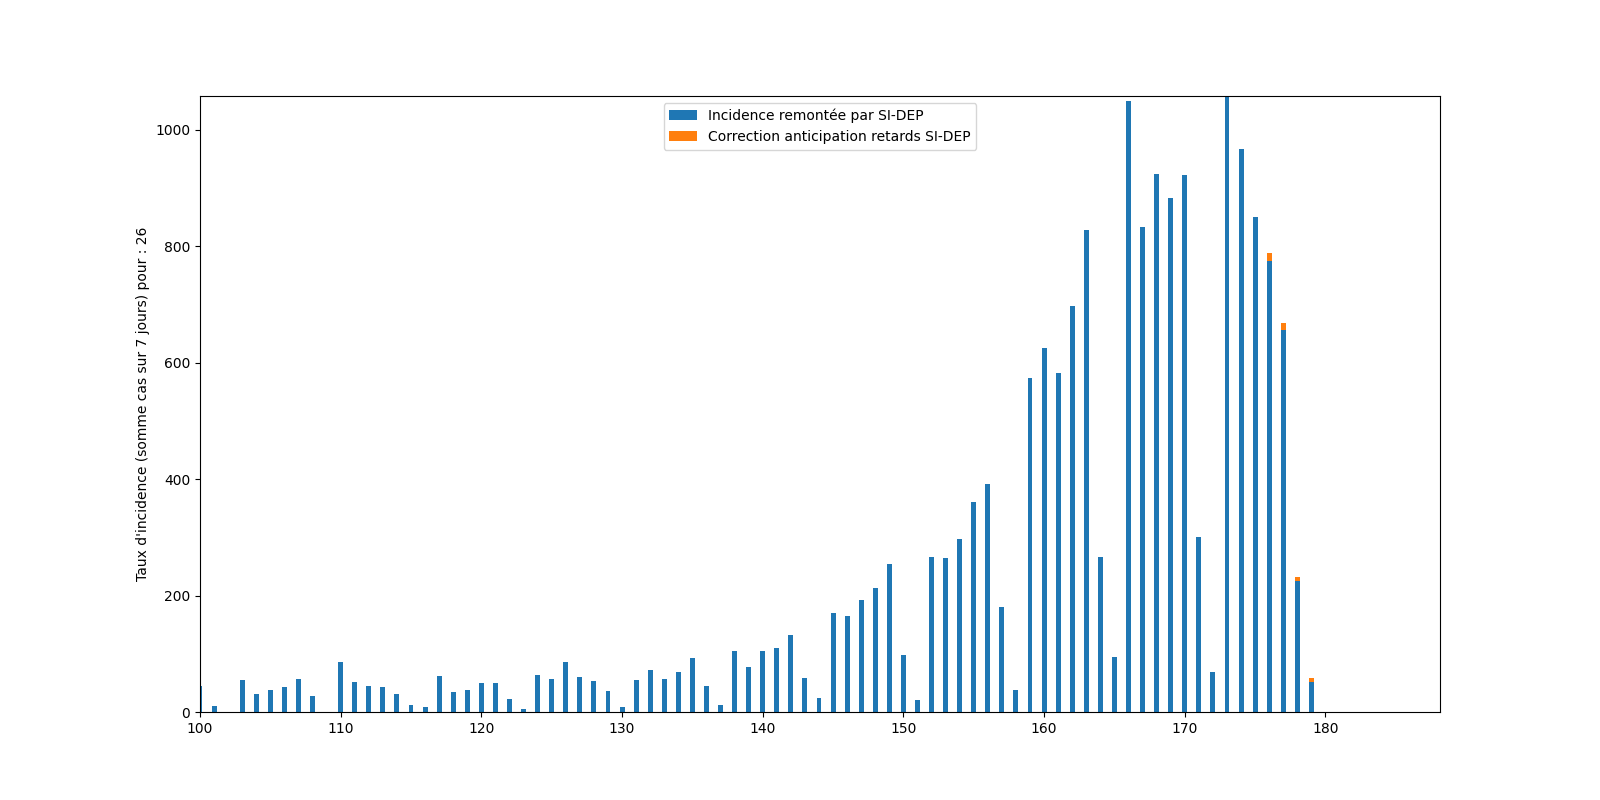 Incidence remontée par SI-DEP
Correction anticipation retards SI-DEP
Taux d'incidence (somme cas sur 7 jours) pour : 26
1000
800
600
400
200
0
100 110 120 130 140 150 160 170 180